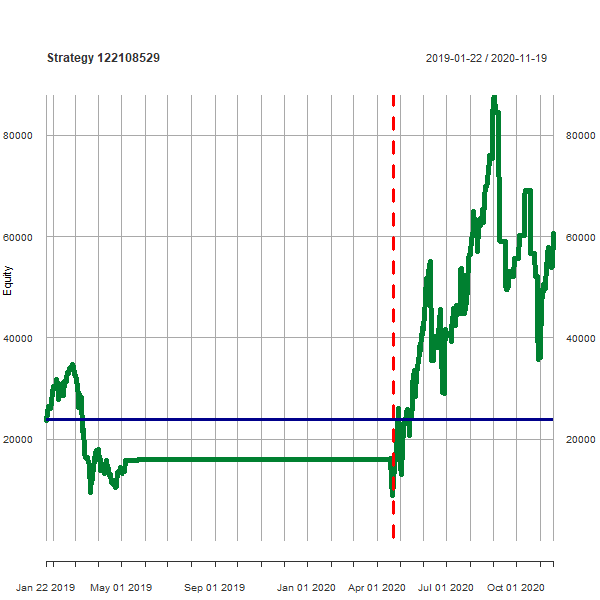 Strategy 122108529
2019-01-22 / 2020-11-19
80000
80000
60000
60000
Equity
40000
40000
20000
20000
Jan 22 2019
May 01 2019
Sep 01 2019
Jan 01 2020
Apr 01 2020
Jul 01 2020
Oct 01 2020